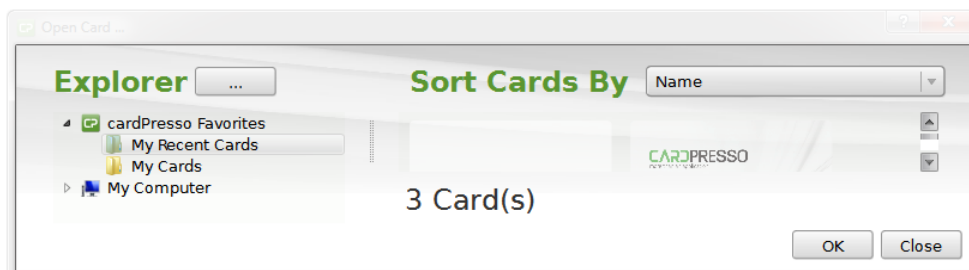 Open Card ...
Explorer ...
Sort Cards By Name
cardPresso Favorites
My Recent Cards
My Cards
My Computer
CARDPRESSO
3 Card(s)
OK Close